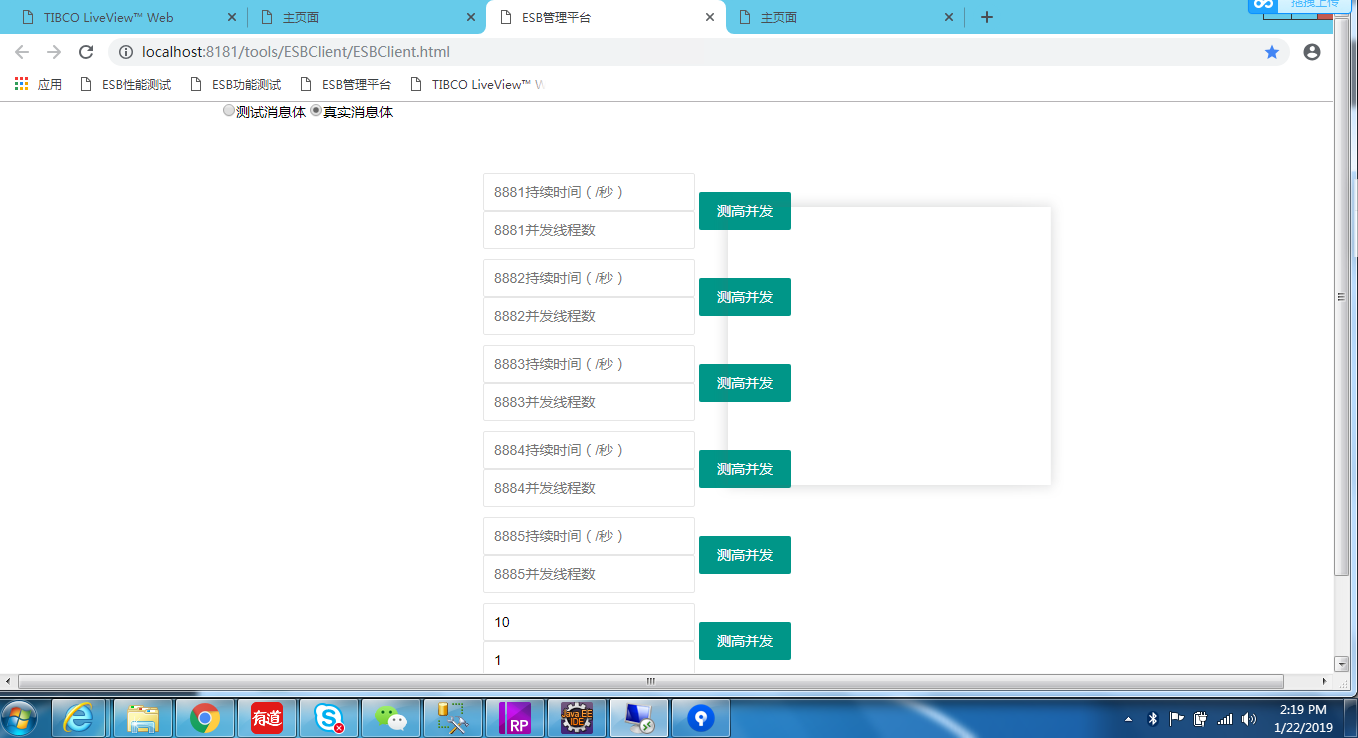 TIBCO LiveView™ Web
主页面
ESB管理平台
主页面
拖拽上传
localhost:8181/tools/ESBClient/ESBClient.html
应用
ESB性能测试
ESB功能测试
ESB管理平台
TIBCO LiveView™ W
测试消息体 真实消息体
8881持续时间（/秒）
8881并发线程数
测高并发
8882持续时间（/秒）
8882并发线程数
测高并发
8883持续时间（/秒）
8883并发线程数
测高并发
8884持续时间（/秒）
8884并发线程数
测高并发
8885持续时间（/秒）
8885并发线程数
测高并发
10
1
测高并发
有道
RP
Java EE
IDE
2:19 PM
1/22/2019